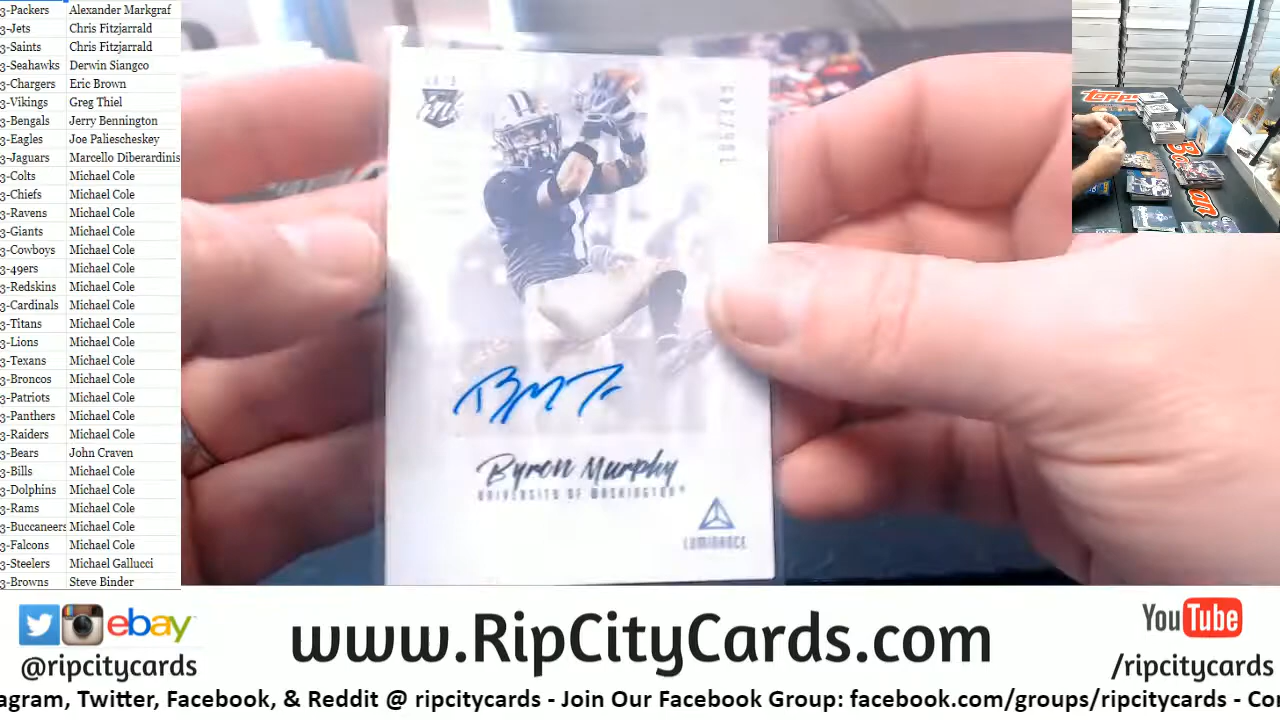 3-Packers Alexander Markgraf
3-Jets Chris Fitzjarrald
3-Saints Chris Fitzjarrald
3-Seahawks Derwin Siangco
3-Chargers Eric Brown
3-Vikings Greg Thiel
3-Bengals Jerry Bennington
3-Eagles Joe Paliescheskey
3-Jaguars Marcello Diberardinis
3-Colts Michael Cole
3-Chiefs Michael Cole
3-Ravens Michael Cole
3-Giants Michael Cole
3-Cowboys Michael Cole
3-49ers Michael Cole
3-Redskins Michael Cole
3-Cardinals Michael Cole
3-Titans Michael Cole
3-Lions Michael Cole
3-Texans Michael Cole
3-Broncos Michael Cole
3-Patriots Michael Cole
3-Panthers Michael Cole
3-Raiders Michael Cole
3-Bears John Craven
3-Bills Michael Cole
3-Dolphins Michael Cole
3-Rams Michael Cole
3-Buccaneers Michael Cole
3-Falcons Michael Cole
3-Steelers Michael Gallucci
3-Browns Steve Binder
Byron Murphy
UNIVERSITY OF WASHINGTON
LUMINANCE
Topps
ebay
@ripcitycards
www.RipCityCards.com
YouTube
/ripcitycards
agram, Twitter, Facebook, & Reddit @ ripcitycards - Join Our Facebook Group: facebook.com/groups/ripcitycards - Co